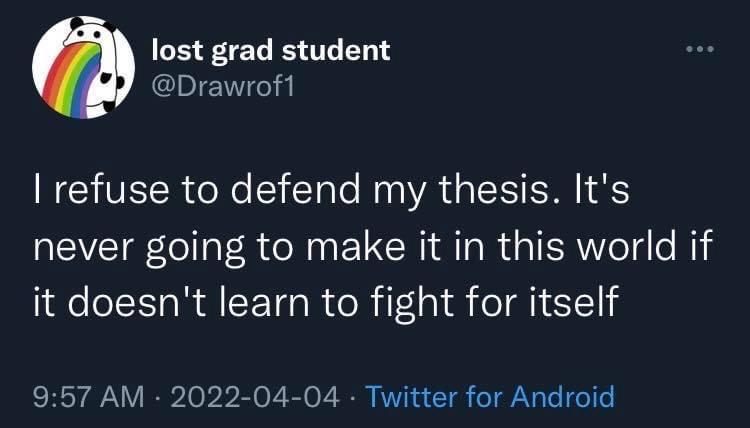 lost grad student
@Drawrof1
I refuse to defend my thesis. It's
never going to make it in this world if
it doesn't learn to fight for itself
9:57 AM · 2022-04-04 · Twitter for Android